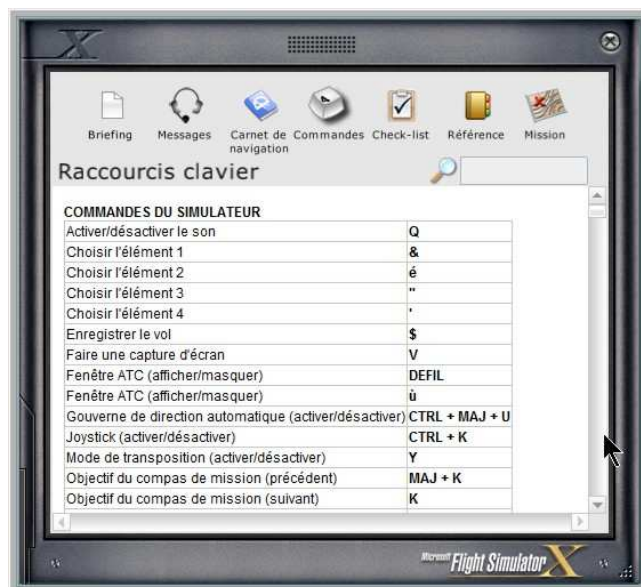 X
Briefing
Messages
Carnet de navigation
Commandes
Check-list
Référence
Mission
Raccourcis clavier
COMMANDES DU SIMULATEUR
Activer/désactiver le son Q
Choisir l'élément 1 &
Choisir l'élément 2 é
Choisir l'élément 3 "
Choisir l'élément 4 '
Enregistrer le vol $
Faire une capture d'écran V
Fenêtre ATC (afficher/masquer) DEFIL
Fenêtre ATC (afficher/masquer) ù
Gouverne de direction automatique (activer/désactiver) CTRL + MAJ + U
Joystick (activer/désactiver) CTRL + K
Mode de transposition (activer/désactiver) Y
Objectif du compas de mission (précédent) MAJ + K
Objectif du compas de mission (suivant) K
Microsoft Flight Simulator X